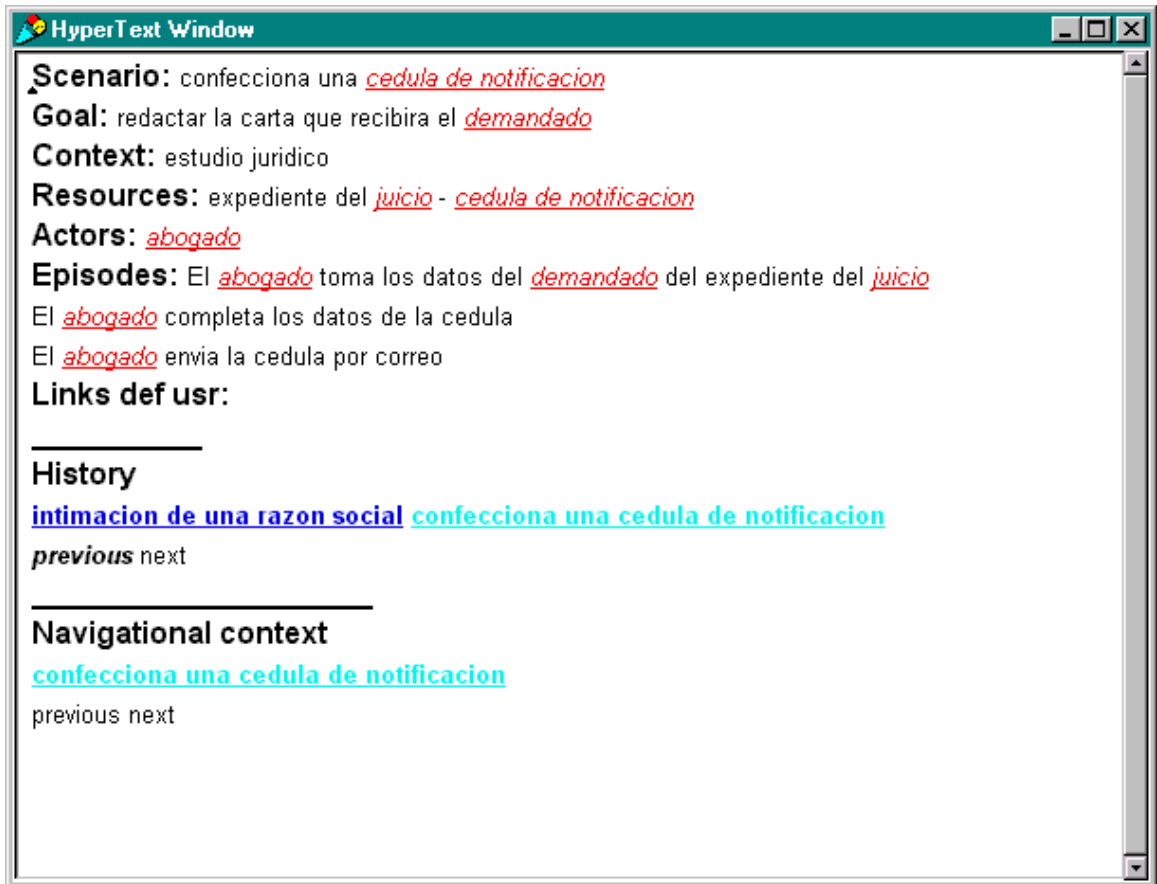 HyperText Window
Scenario: confecciona una cedula de notificacion
Goal: redactar la carta que recibira el demandado
Context: estudio juridico
Resources: expediente del juicio - cedula de notificacion
Actors: abogado
Episodes: El abogado toma los datos del demandado del expediente del juicio
El abogado completa los datos de la cedula
El abogado envia la cedula por correo
Links def usr:
History
intimacion de una razon social confecciona una cedula de notificacion
previous next
Navigational context
confecciona una cedula de notificacion
previous next